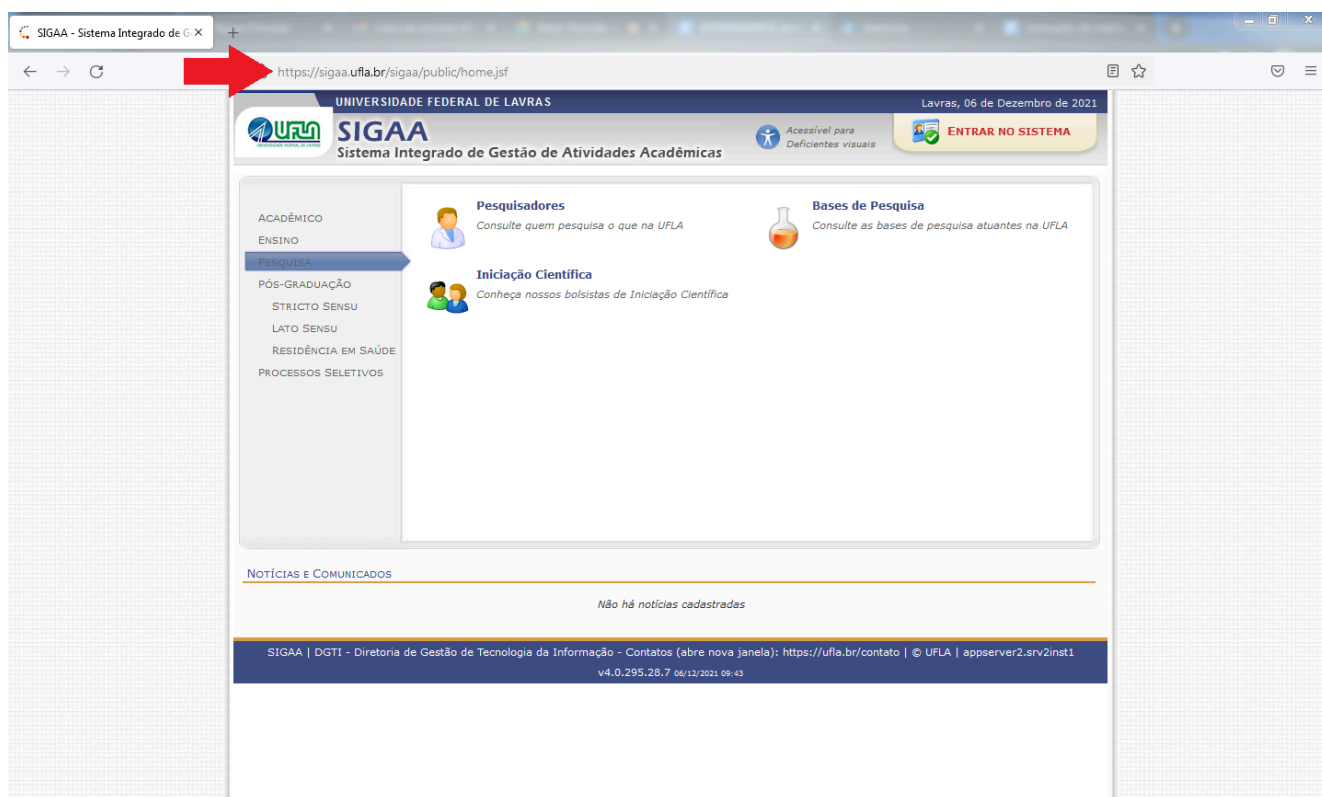 SIGAA - Sistema Integrado de G
https://sigaa.ufla.br/sigaa/public/home.jsf
UNIVERSIDADE FEDERAL DE LAVRAS
Lavras, 06 de Dezembro de 2021
UFLA
SIGAA
Sistema Integrado de Gestão de Atividades Acadêmicas
Acessível para
Deficientes visuais
ENTRAR NO SISTEMA
ACADÊMICO
ENSINO
PESQUISA
PÓS-GRADUAÇÃO
STRICTO SENSU
LATO SENSU
RESIDÊNCIA EM SAÚDE
PROCESSOS SELETIVOS
Pesquisadores
Consulte quem pesquisa o que na UFLA
Bases de Pesquisa
Consulte as bases de pesquisa atuantes na UFLA
Iniciação Científica
Conheça nossos bolsistas de Iniciação Científica
NOTÍCIAS E COMUNICADOS
Não há notícias cadastradas
SIGAA | DGTI - Diretoria de Gestão de Tecnologia da Informação - Contatos (abre nova janela): https://ufla.br/contato | © UFLA | appserver2.srv2inst1
v4.0.295.28.7 06/12/2021 09:43